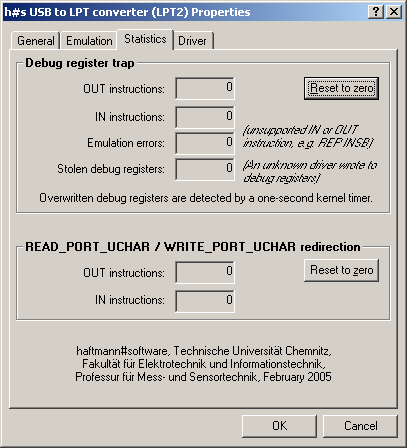 h#s USB to LPT converter (LPT2) Properties
General Emulation Statistics Driver
Debug register trap
OUT instructions: 0 Reset to zero
IN instructions: 0
(unsupported IN or OUT
Emulation errors: 0 instruction, e.g. REP INSB)
Stolen debug registers: 0 (An unknown driver wrote to
debug registers)
Overwritten debug registers are detected by a one-second kernel timer.
READ_PORT_UCHAR / WRITE_PORT_UCHAR redirection
OUT instructions: 0 Reset to zero
IN instructions: 0
haftmann#software, Technische Universität Chemnitz,
Fakultät für Elektrotechnik und Informationstechnik,
Professur für Mess- und Sensortechnik, February 2005
OK Cancel